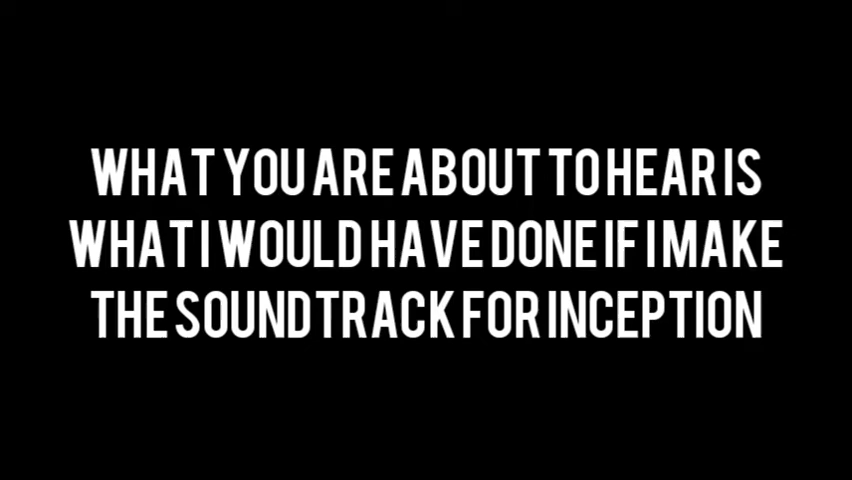 WHAT YOU ARE ABOUT TO HEAR IS
WHAT I WOULD HAVE DONE IF I MAKE
THE SOUNDTRACK FOR INCEPTION